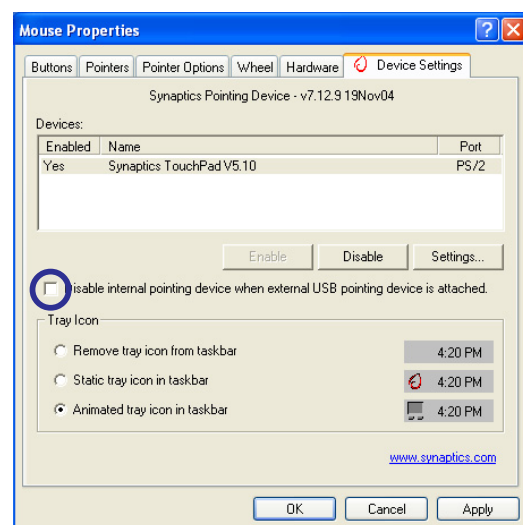 Mouse Properties
Buttons Pointers Pointer Options Wheel Hardware Device Settings
Synaptics Pointing Device - v7.12.9 19Nov04
Devices:
Enabled Name Port
Yes Synaptics TouchPad V5.10 PS/2
Enable Disable Settings...
Disable internal pointing device when external USB pointing device is attached.
Tray Icon
Remove tray icon from taskbar 4:20 PM
Static tray icon in taskbar 4:20 PM
Animated tray icon in taskbar 4:20 PM
www.synaptics.com
OK Cancel Apply